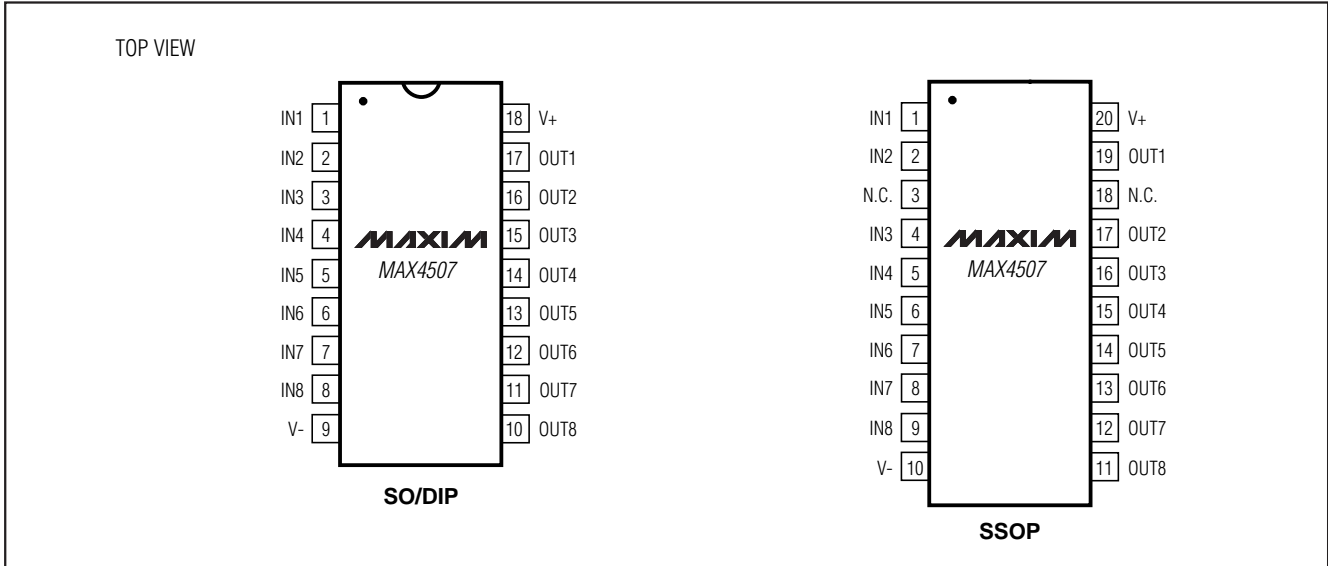 TOP VIEW
IN1 1 18 V+
IN2 2 17 OUT1
IN3 3 16 OUT2
IN4 4 15 OUT3
IN5 5 14 OUT4
IN6 6 13 OUT5
IN7 7 12 OUT6
IN8 8 11 OUT7
V- 9 10 OUT8
MAXIM
MAX4507
SO/DIP
IN1 1 20 V+
IN2 2 19 OUT1
N.C. 3 18 N.C.
IN3 4 17 OUT2
IN4 5 16 OUT3
IN5 6 15 OUT4
IN6 7 14 OUT5
IN7 8 13 OUT6
IN8 9 12 OUT7
V- 10 11 OUT8
MAXIM
MAX4507
SSOP